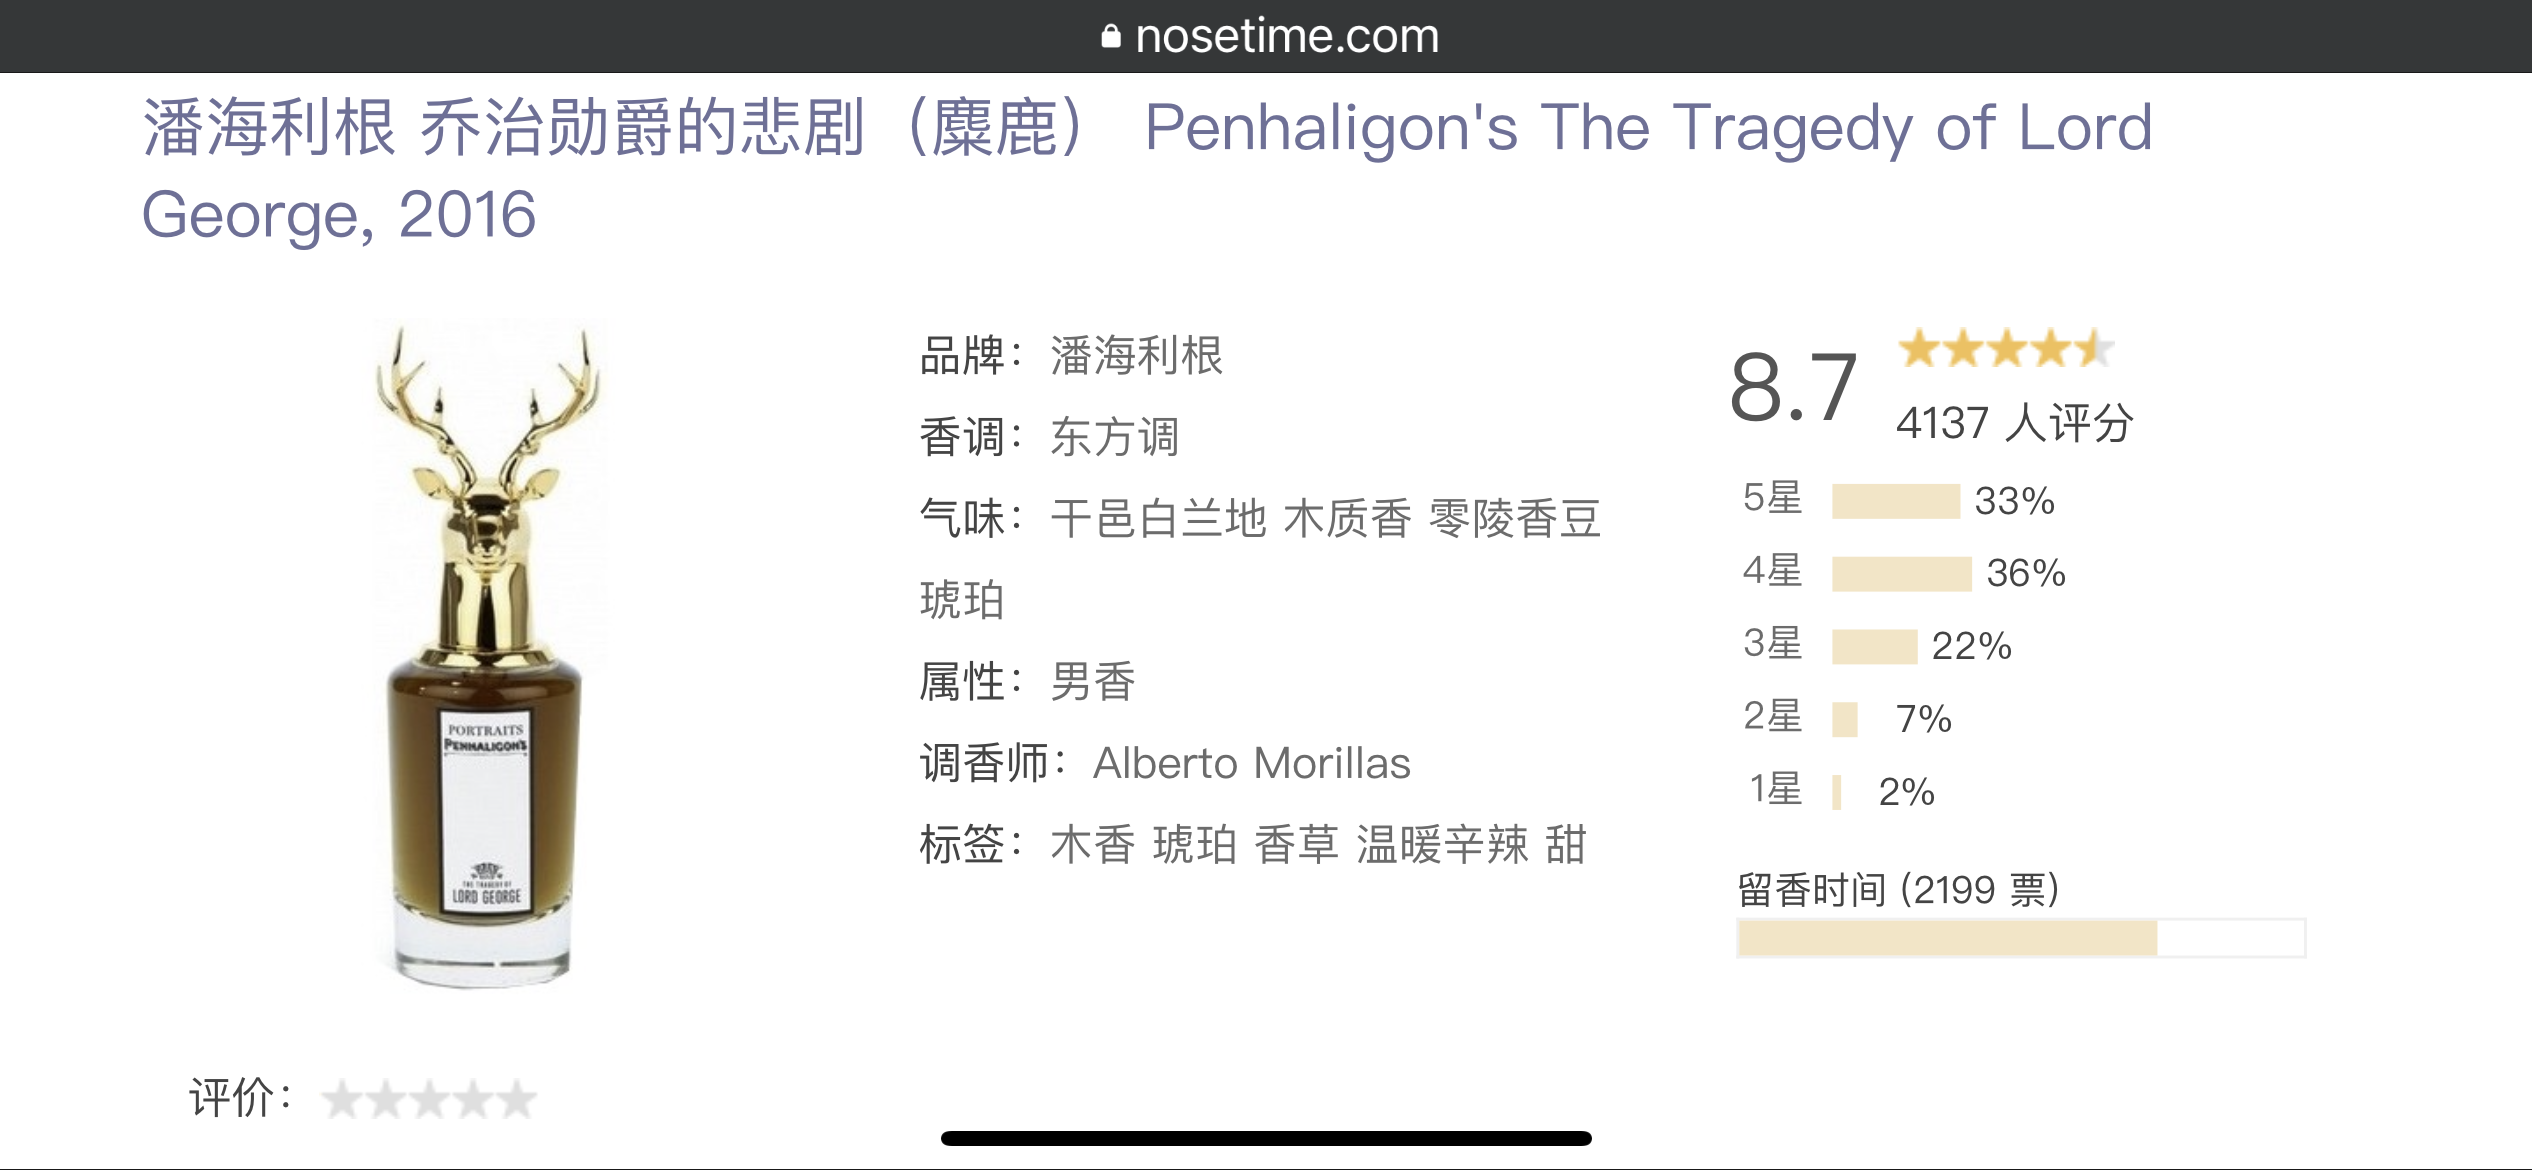 nosetime.com
潘海利根 乔治勋爵的悲剧（麋鹿） Penhaligon's The Tragedy of Lord
George, 2016
品牌：潘海利根
香调：东方调
气味：干邑白兰地 木质香 零陵香豆
琥珀
属性：男香
调香师：Alberto Morillas
标签：木香 琥珀 香草 温暖辛辣 甜
8.7
4137 人评分
5星 33%
4星 36%
3星 22%
2星 7%
1星 2%
留香时间 (2199 票)
PORTRAITS
PENHALIGON'S
THE TRAGEDY OF
LORD GEORGE
评价：